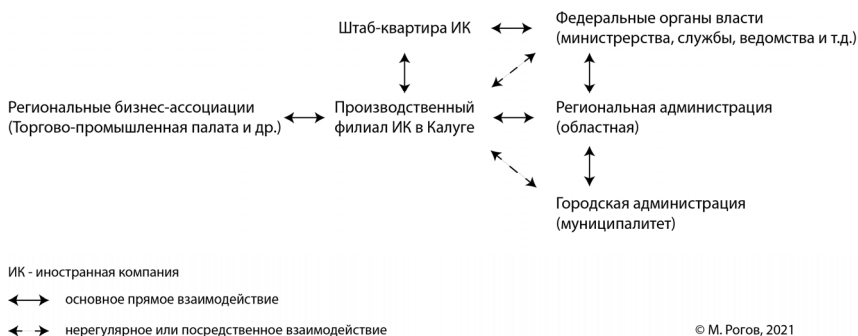 Штаб-квартира ИК
Федеральные органы власти
(министрерства, службы, ведомства и т.д.)
Региональные бизнес-ассоциации
(Торгово-промышленная палата и др.)
Производственный
филиал ИК в Калуге
Региональная администрация
(областная)
Городская администрация
(муниципалитет)
ИК - иностранная компания
основное прямое взаимодействие
нерегулярное или посредственное взаимодействие
© М. Рогов, 2021